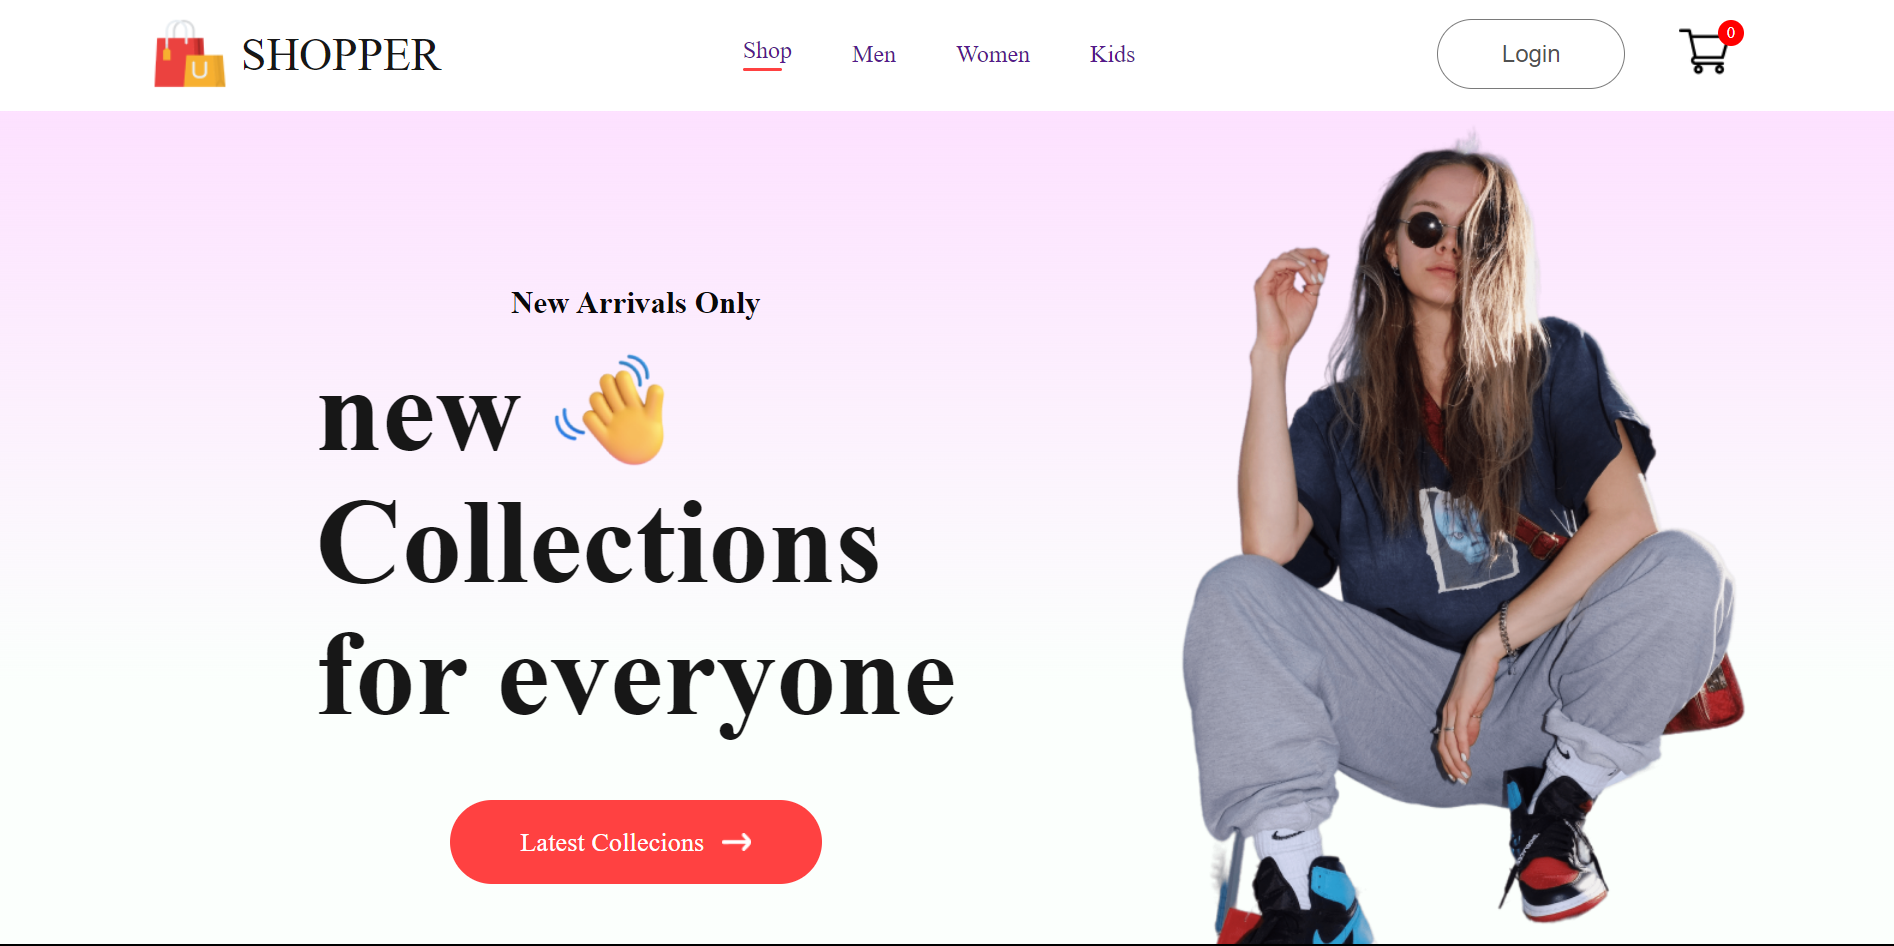 SHOPPER
Shop
Men
Women
Kids
Login
0
New Arrivals Only
new
Collections
for everyone
Latest Collecions